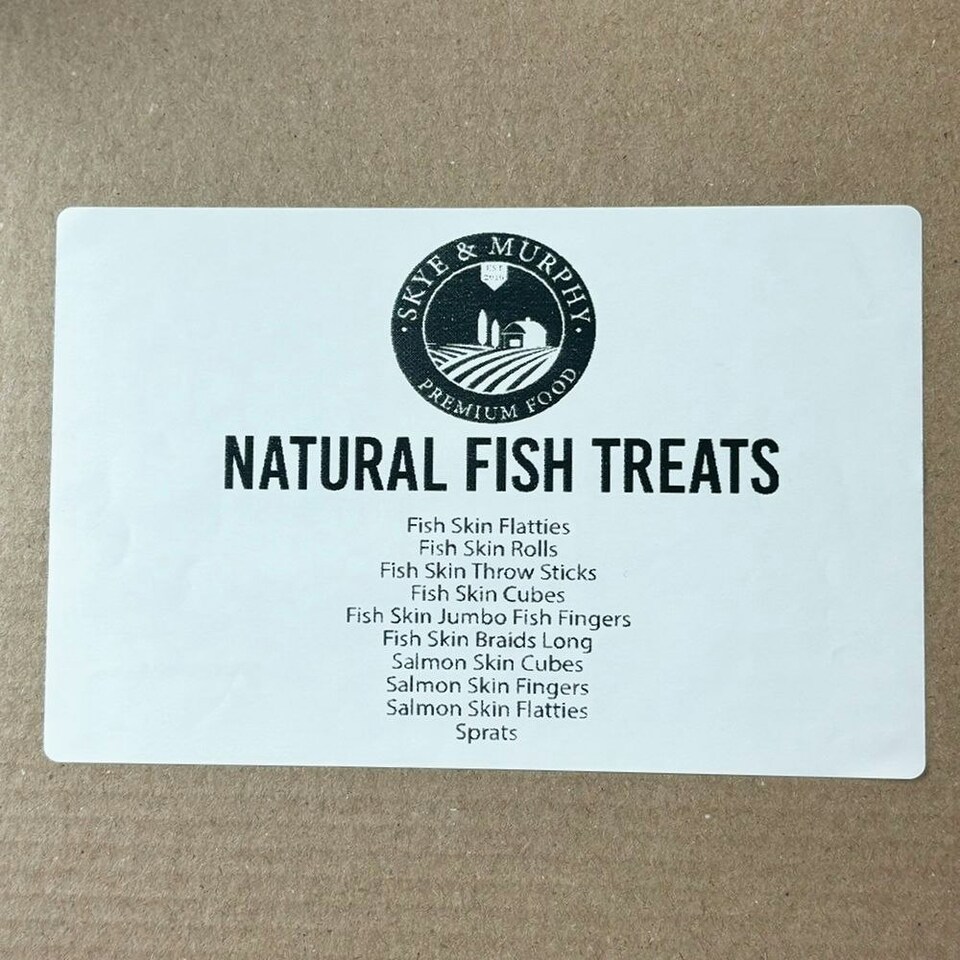 SKYE & MURPHY
EST
2016
PREMIUM FOOD
NATURAL FISH TREATS
Fish Skin Flatties
Fish Skin Rolls
Fish Skin Throw Sticks
Fish Skin Cubes
Fish Skin Jumbo Fish Fingers
Fish Skin Braids Long
Salmon Skin Cubes
Salmon Skin Fingers
Salmon Skin Flatties
Sprats